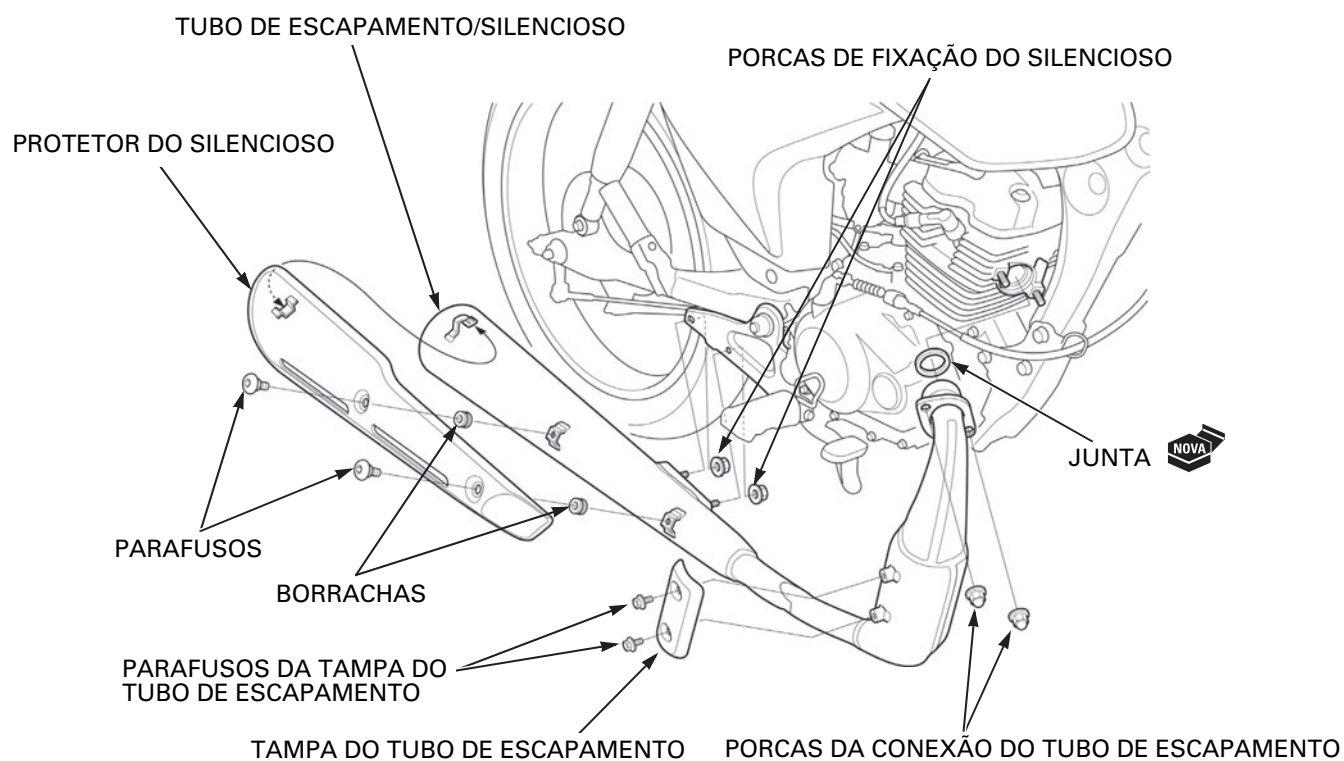 TUBO DE ESCAPAMENTO/SILENCIOSO
PORCAS DE FIXAÇÃO DO SILENCIOSO
PROTETOR DO SILENCIOSO
JUNTA NOVA
PARAFUSOS
BORRACHAS
PARAFUSOS DA TAMPA DO
TUBO DE ESCAPAMENTO
TAMPA DO TUBO DE ESCAPAMENTO
PORCAS DA CONEXÃO DO TUBO DE ESCAPAMENTO